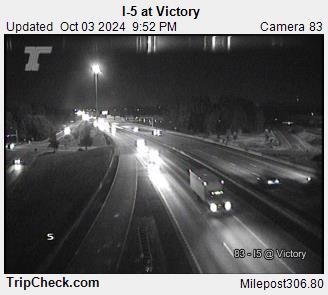 I-5 at Victory
Updated Oct 03 2024 9:52 PM Camera 83
T
S
83 - I5 @ Victory
TripCheck.com Milepost306.80